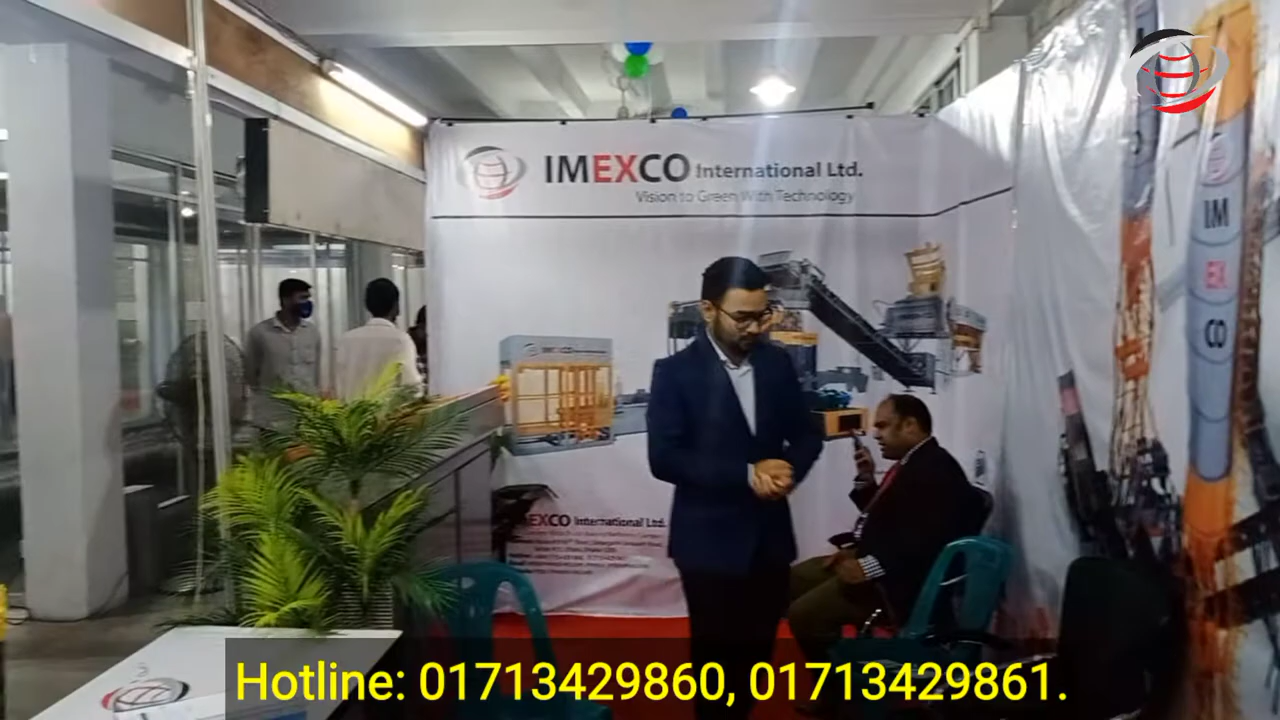 IMEXCO International Ltd.
Vision to Green With Technology
IM
EX
CO
EXCO International Ltd.
Hotline: 01713429860, 01713429861.